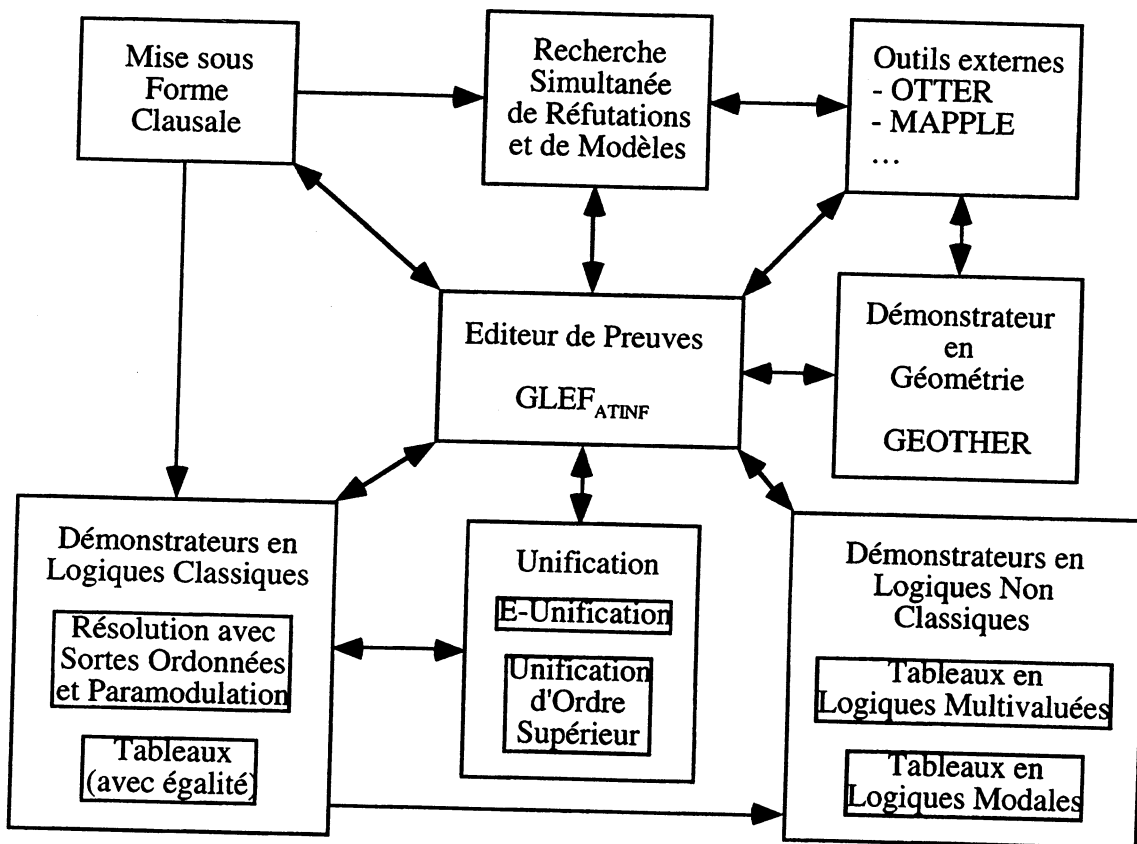 Mise sous
Forme
Clausale
Recherche
Simultanée
de Réfutations
et de Modèles
Outils externes
- OTTER
- MAPPLE
...
Editeur de Preuves
GLEF ATINF
Démonstrateur
en
Géométrie
GEOTHER
Démonstrateurs en
Logiques Classiques
Résolution avec
Sortes Ordonnées
et Paramodulation
Tableaux
(avec égalité)
Unification
E-Unification
Unification
d'Ordre
Supérieur
Démonstrateurs en
Logiques Non
Classiques
Tableaux en
Logiques Multivaluées
Tableaux en
Logiques Modales